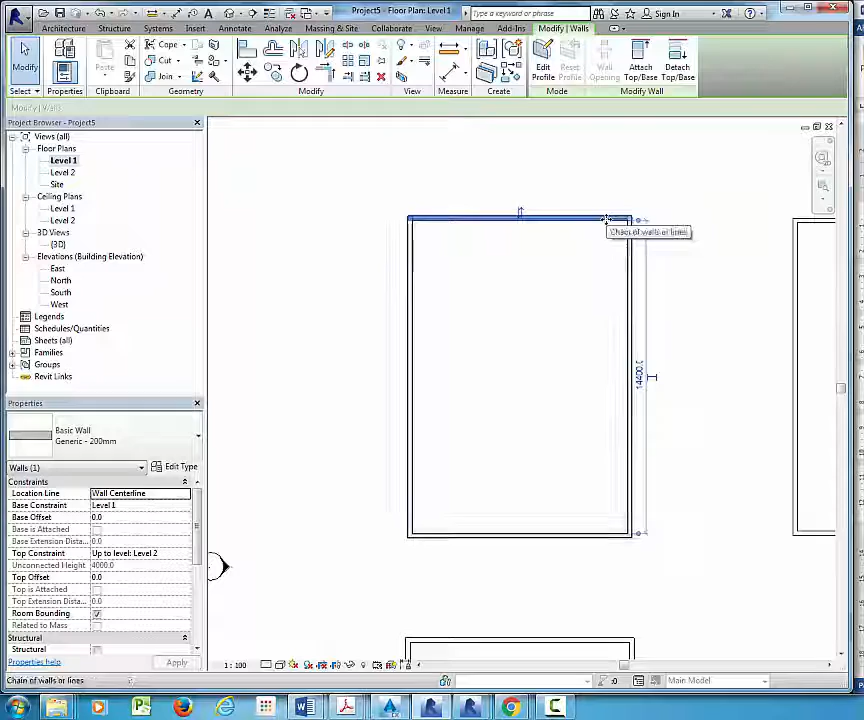 Project5 - Floor Plan: Level 1
Type a keyword or phrase
Sign In
Architecture Structure Systems Insert Annotate Analyze Massing & Site Collaborate View Manage Add-Ins Modify | Walls
Modify
Properties
Paste
Cope
Cut
Join
Edit Profile
Reset Profile
Wall Opening
Attach Top/Base
Detach Top/Base
Select Properties Clipboard Geometry Modify View Measure Create Mode Modify Wall
Modify | Walls
Project Browser - Project5
Views (all)
Floor Plans
Level 1
Level 2
Site
Ceiling Plans
Level 1
Level 2
3D Views
{3D}
Elevations (Building Elevation)
East
North
South
West
Legends
Schedules/Quantities
Sheets (all)
Families
Groups
Revit Links
Chain of walls or lines
14400.0
Properties
Basic Wall
Generic - 200mm
Walls (1)
Edit Type
Constraints
Location Line Wall Centerline
Base Constraint Level 1
Base Offset 0.0
Base is Attached
Base Extension Dista... 0.0
Top Constraint Up to level: Level 2
Unconnected Height 4000.0
Top Offset 0.0
Top is Attached
Top Extension Dista... 0.0
Room Bounding
Related to Mass
Structural
Structural
Properties help
Apply
1 : 100
Chain of walls or lines
:0
Main Model